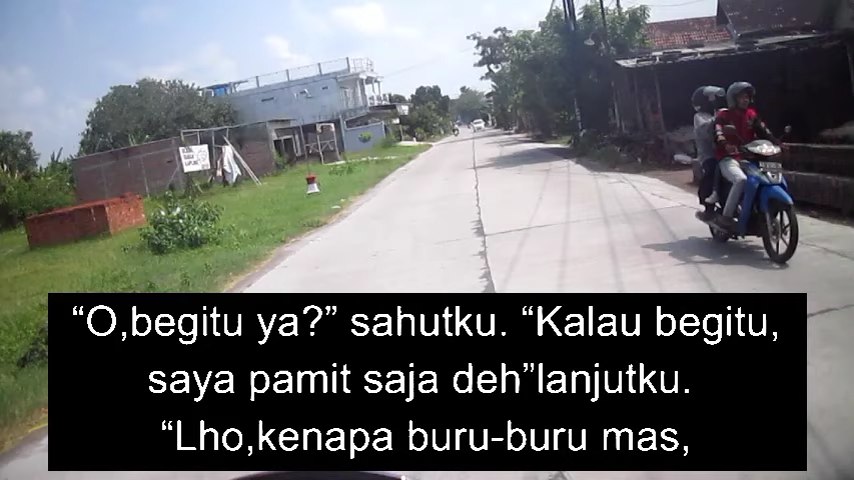 “O,begitu ya?” sahutku. “Kalau begitu,
saya pamit saja deh”lanjutku.
“Lho,kenapa buru-buru mas,